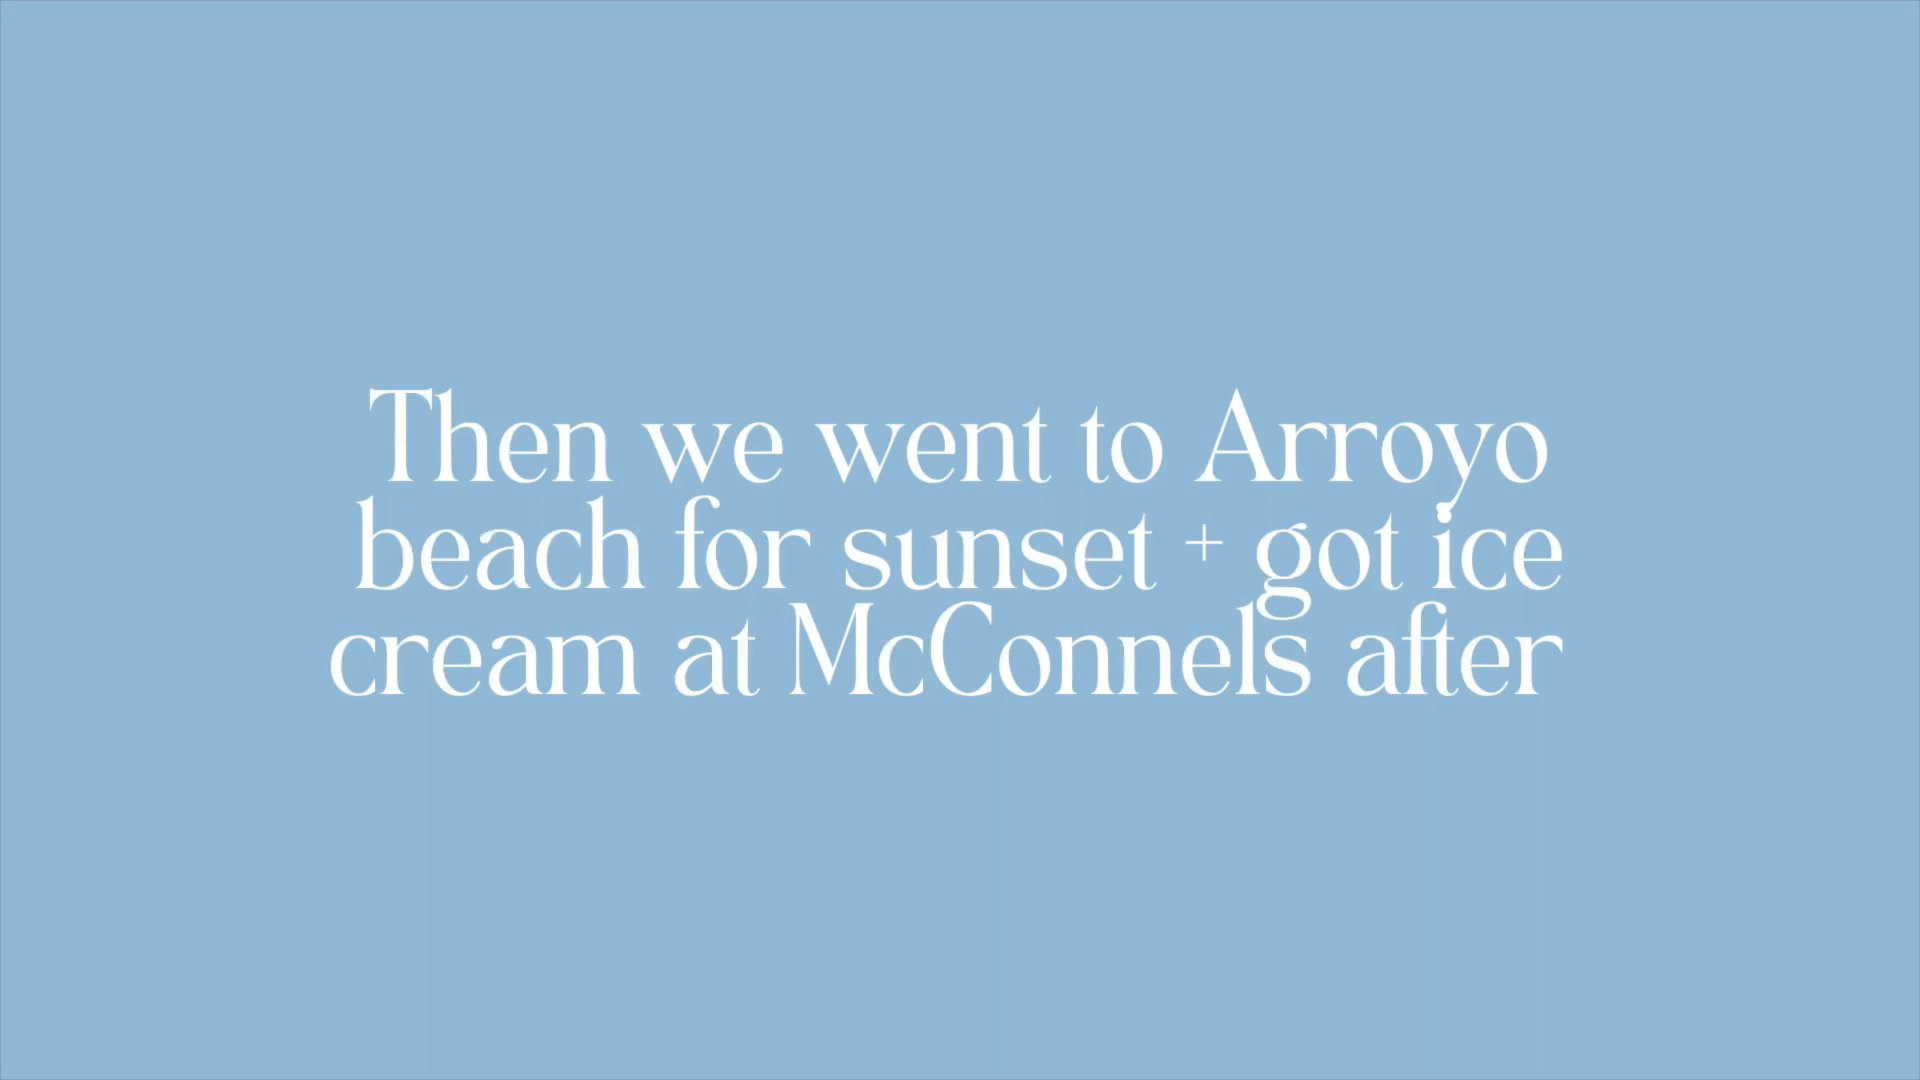 Then we went to Arroyo
beach for sunset + got ice
cream at McConnels after